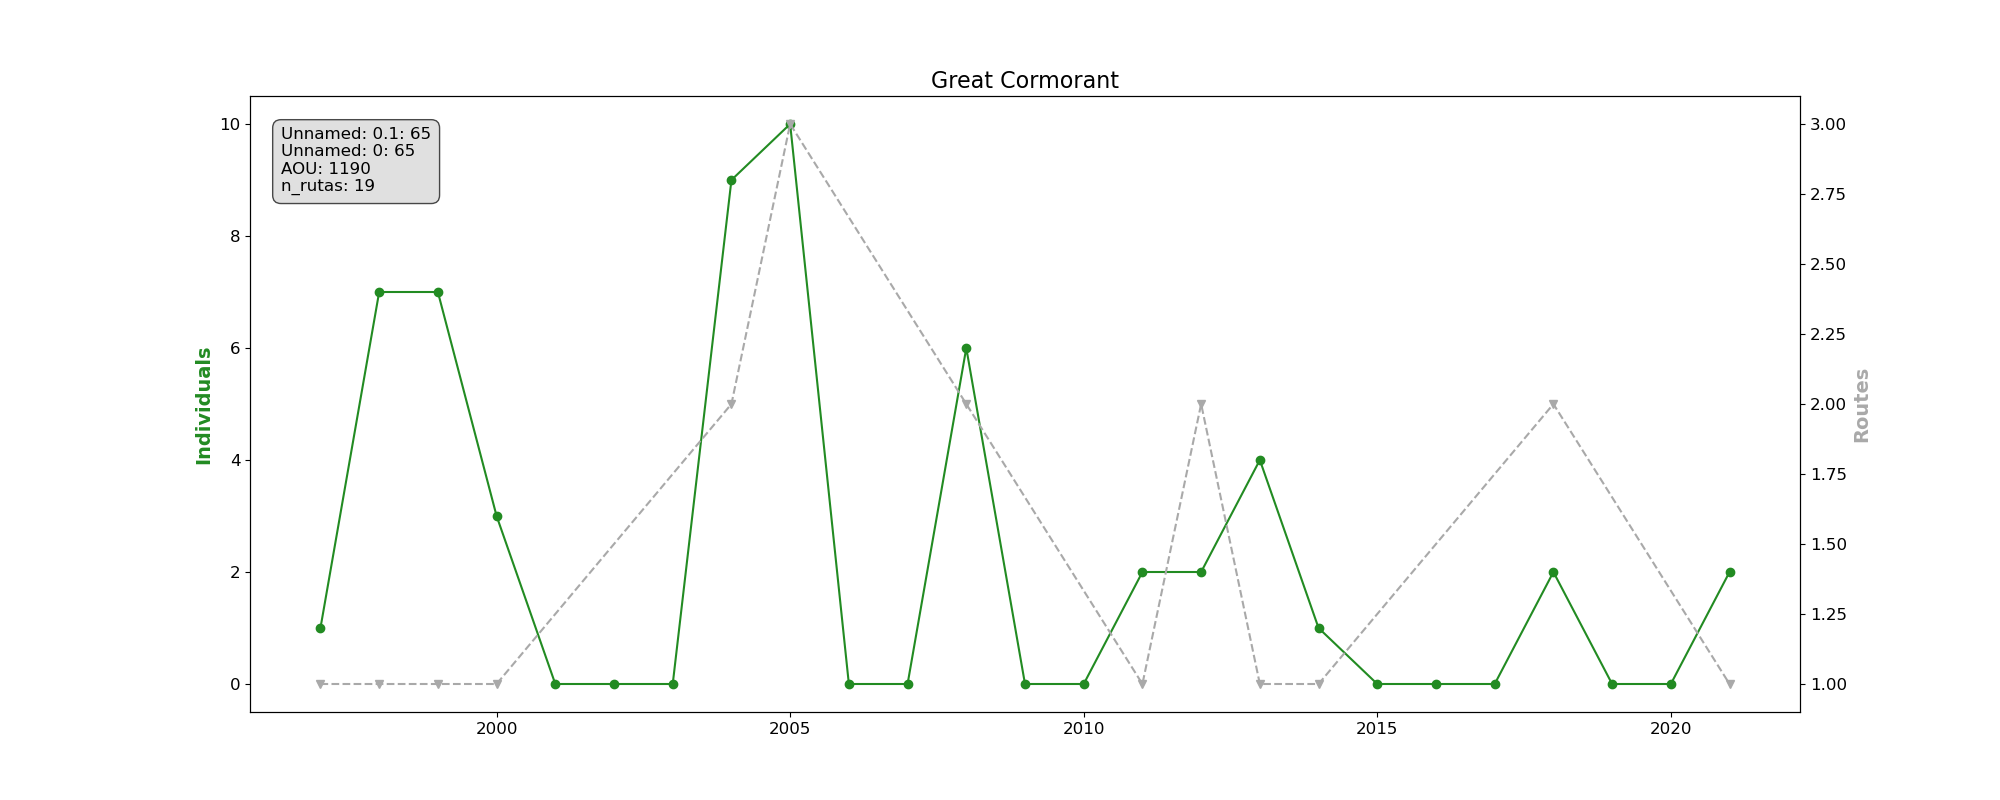 Great Cormorant
Unnamed: 0.1: 65
Unnamed: 0: 65
AOU: 1190
n_rutas: 19
Individuals
10
8
6
4
2
0
3.00
2.75
2.50
2.25
2.00
1.75
1.50
1.25
1.00
Routes
2000
2005
2010
2015
2020